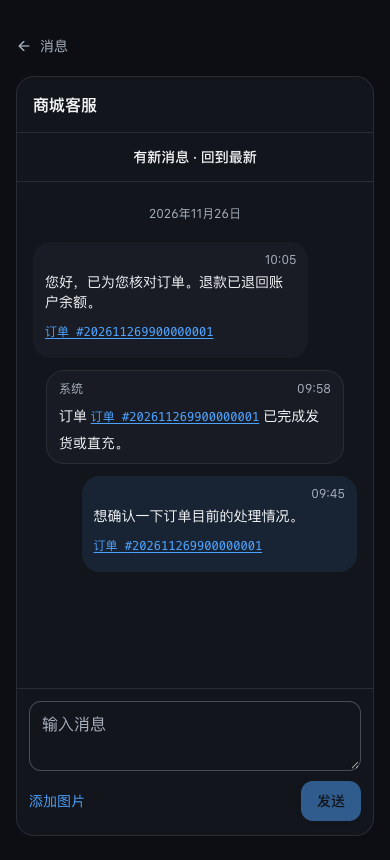 消息
商城客服
有新消息 · 回到最新
2026年11月26日
10:05
您好，已为您核对订单。退款已退回账
户余额。
订单 #202611269900000001
系统 09:58
订单 订单 #202611269900000001 已完成发
货或直充。
09:45
想确认一下订单目前的处理情况。
订单 #202611269900000001
输入消息
添加图片 发送